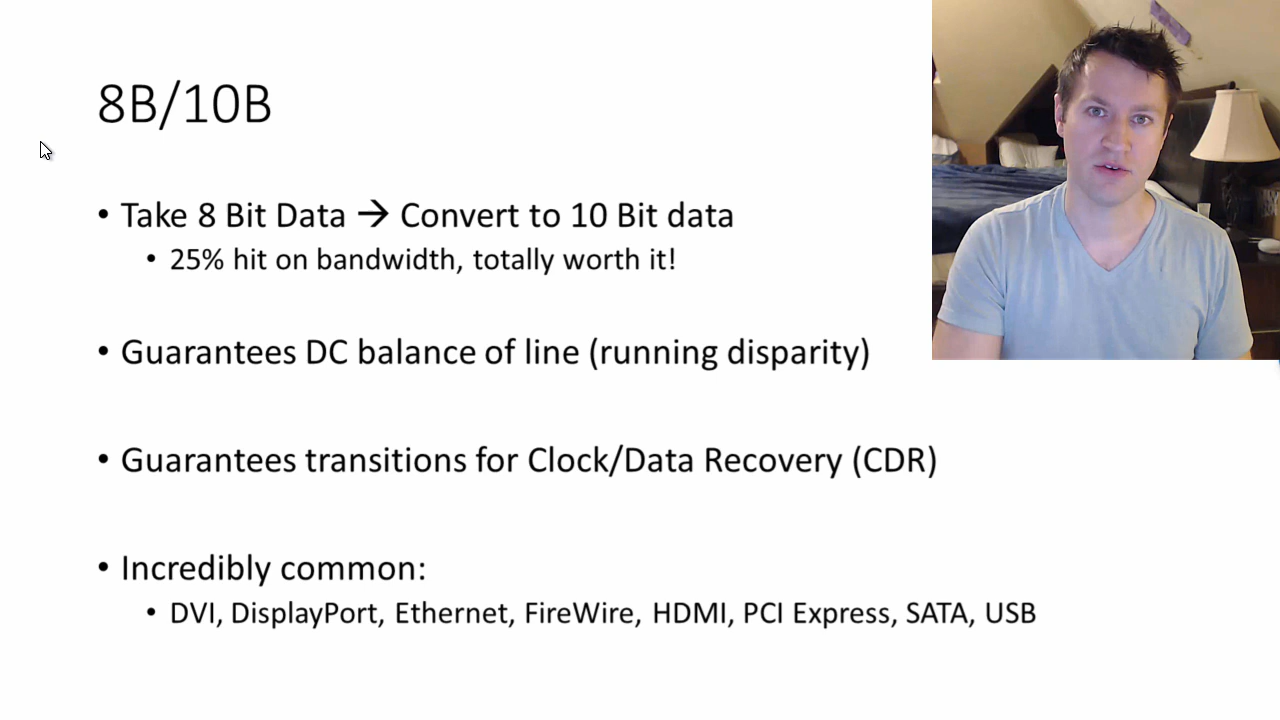 8B/10B
• Take 8 Bit Data → Convert to 10 Bit data
• 25% hit on bandwidth, totally worth it!
• Guarantees DC balance of line (running disparity)
• Guarantees transitions for Clock/Data Recovery (CDR)
• Incredibly common:
• DVI, DisplayPort, Ethernet, FireWire, HDMI, PCI Express, SATA, USB